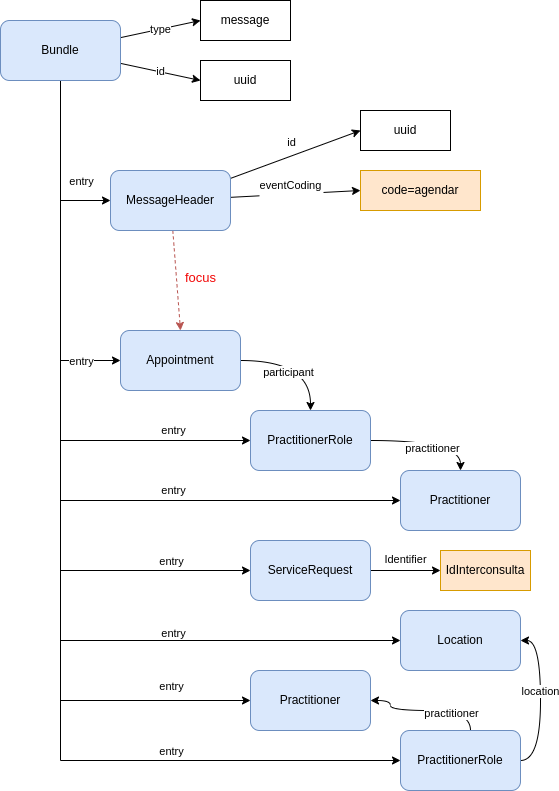 message
type
Bundle
id
uuid
uuid
id
entry
eventCoding
code=agendar
MessageHeader
focus
entry
Appointment
participant
entry
PractitionerRole
practitioner
entry
Practitioner
entry
ServiceRequest
Identifier
IdInterconsulta
entry
Location
entry
Practitioner
location
practitioner
entry
PractitionerRole